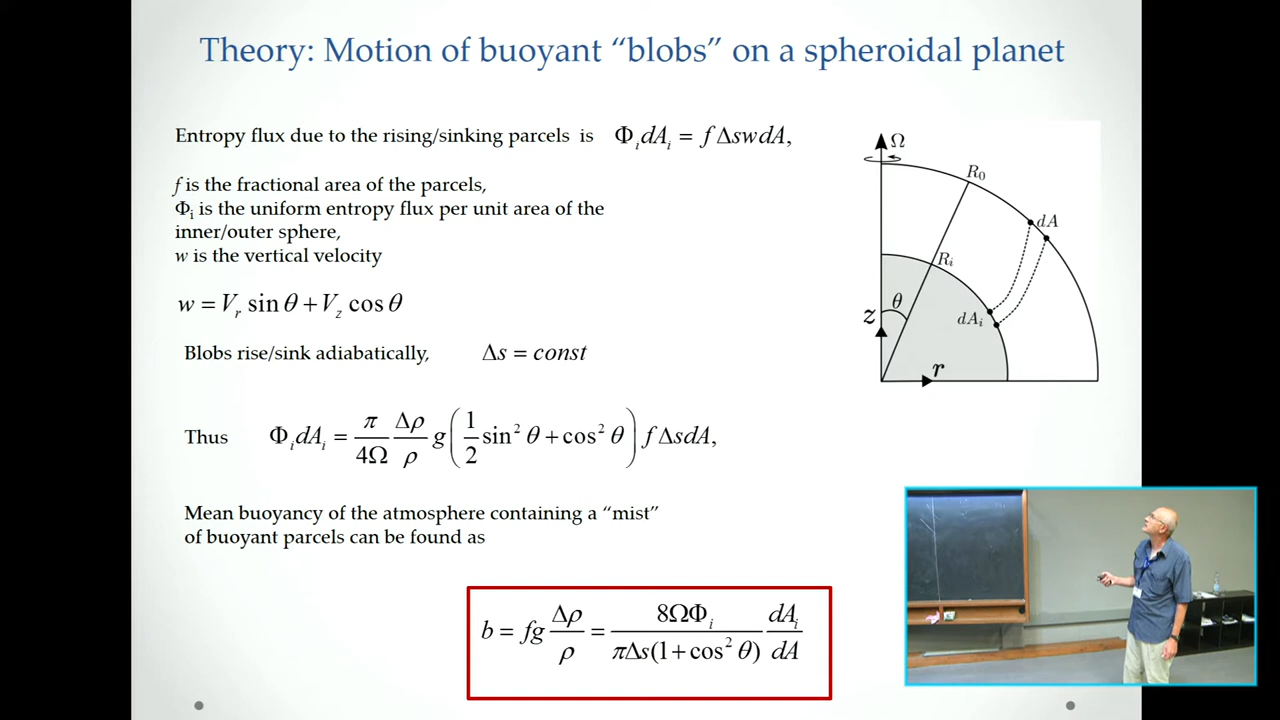 Theory: Motion of buoyant “blobs” on a spheroidal planet
Entropy flux due to the rising/sinking parcels is Φ_i dA_i = f Δs w dA,
f is the fractional area of the parcels,
Φ_i is the uniform entropy flux per unit area of the
inner/outer sphere,
w is the vertical velocity
w = V_r sin θ + V_z cos θ
Blobs rise/sink adiabatically, Δs = const
Thus Φ_i dA_i = π/4Ω Δρ/ρ g (1/2 sin² θ + cos² θ) f Δs dA,
Mean buoyancy of the atmosphere containing a “mist”
of buoyant parcels can be found as
b = fg Δρ/ρ = 8ΩΦ_i/πΔs(1 + cos² θ) dA_i/dA
Ω
R_0
dA
R_i
θ
dA_i
z
r